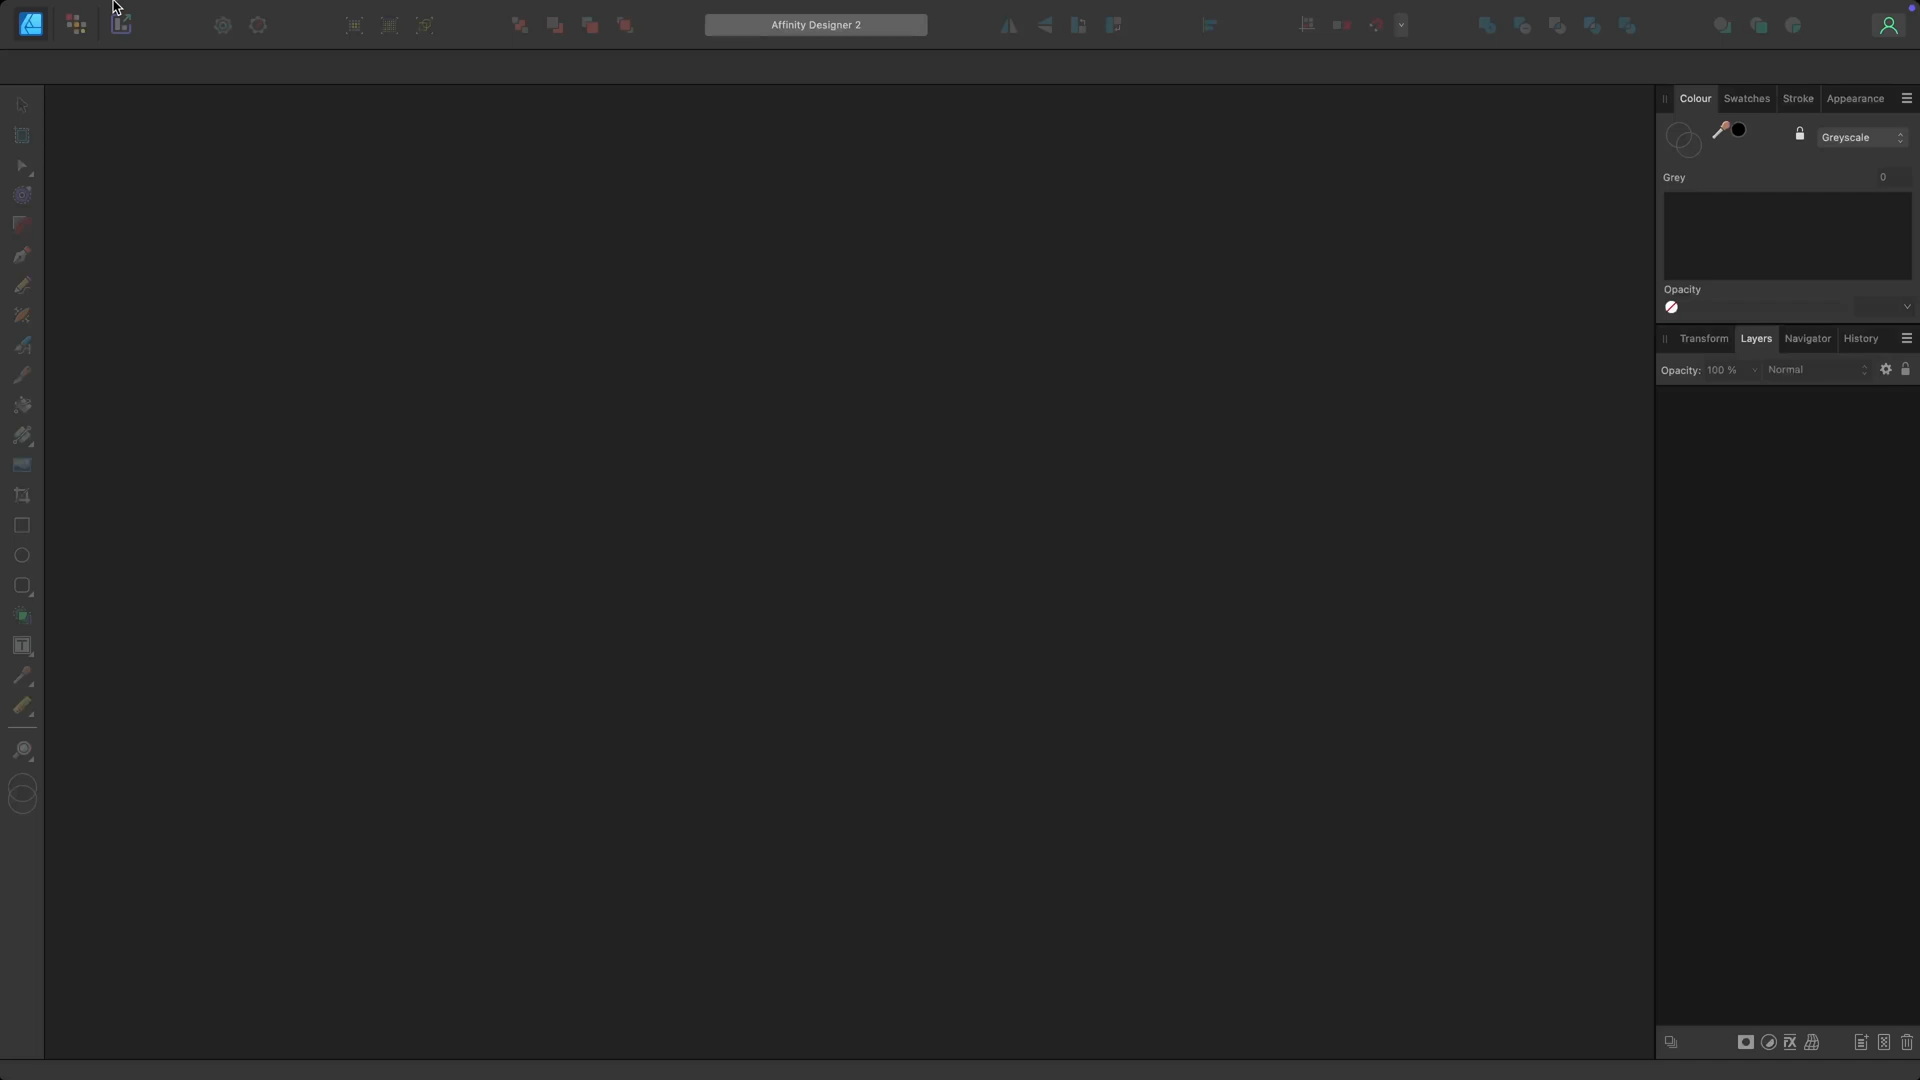 Affinity Designer 2
Colour Swatches Stroke Appearance
Greyscale
Grey 0
Opacity
Transform Layers Navigator History
Opacity: 100 % Normal